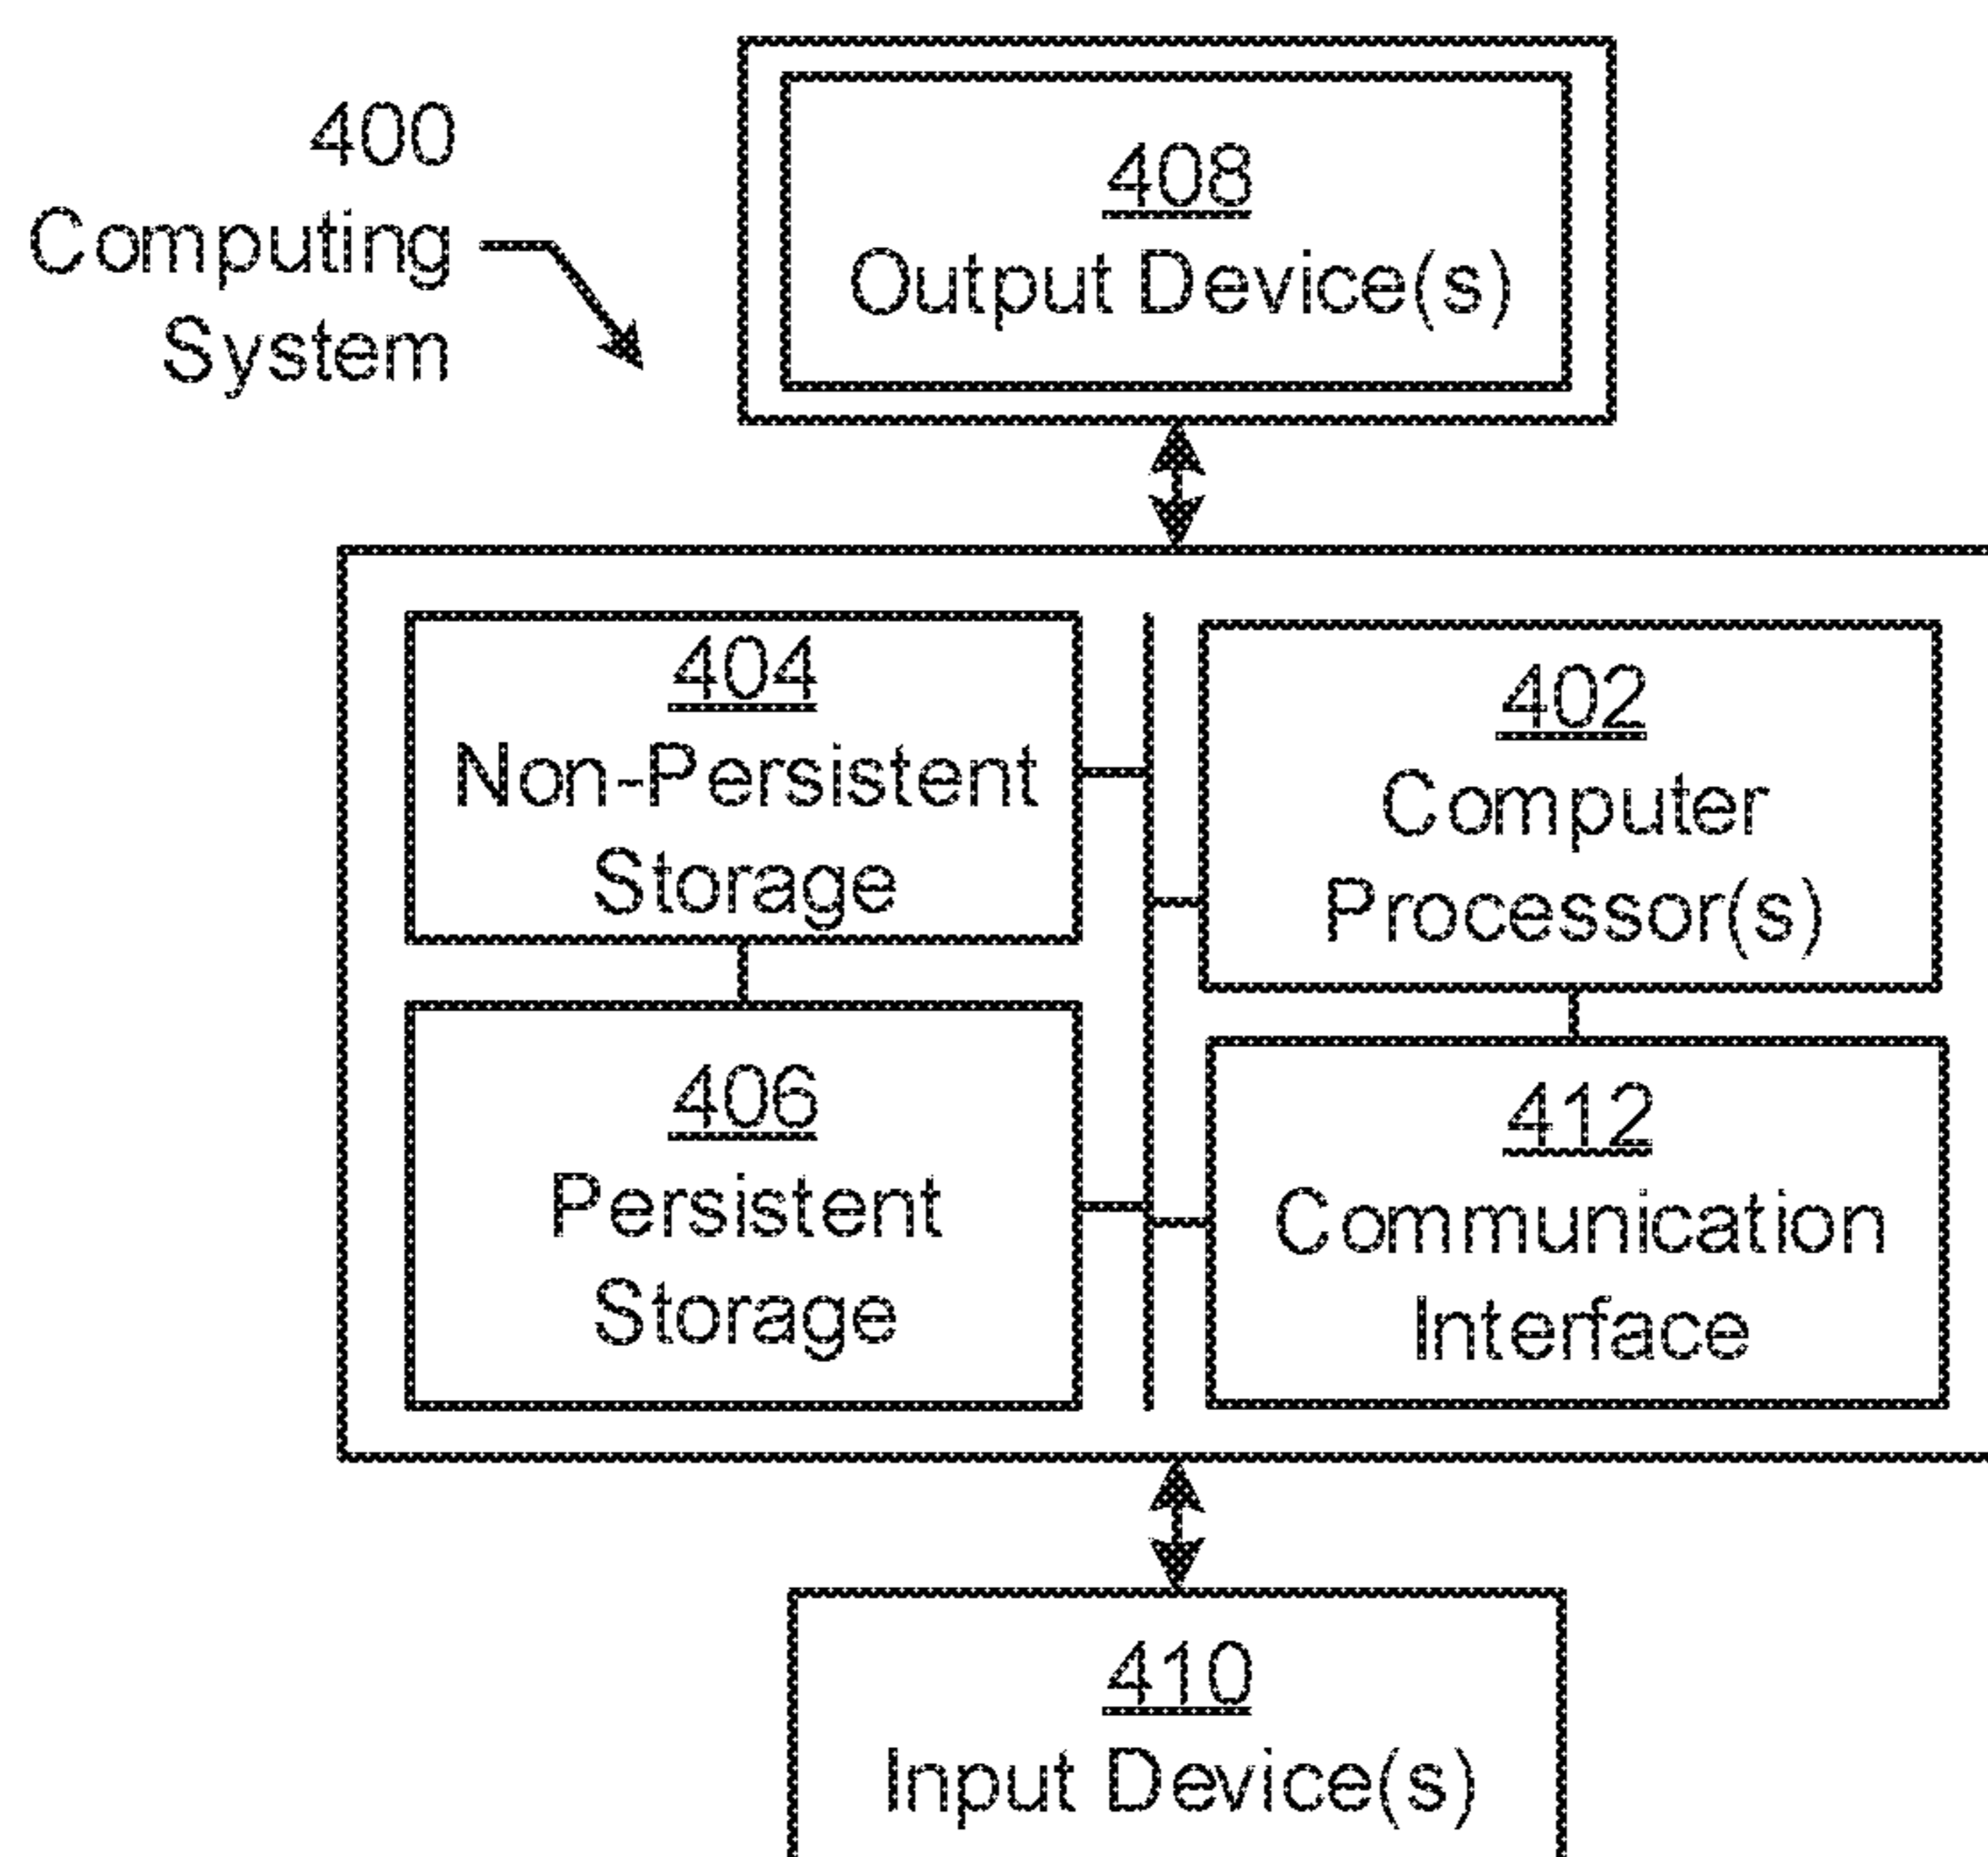 400
Computing
System
408
Output Device(s)
404
Non-Persistent
Storage
402
Computer
Processor(s)
406
Persistent
Storage
412
Communication
Interface
410
Input Device(s)